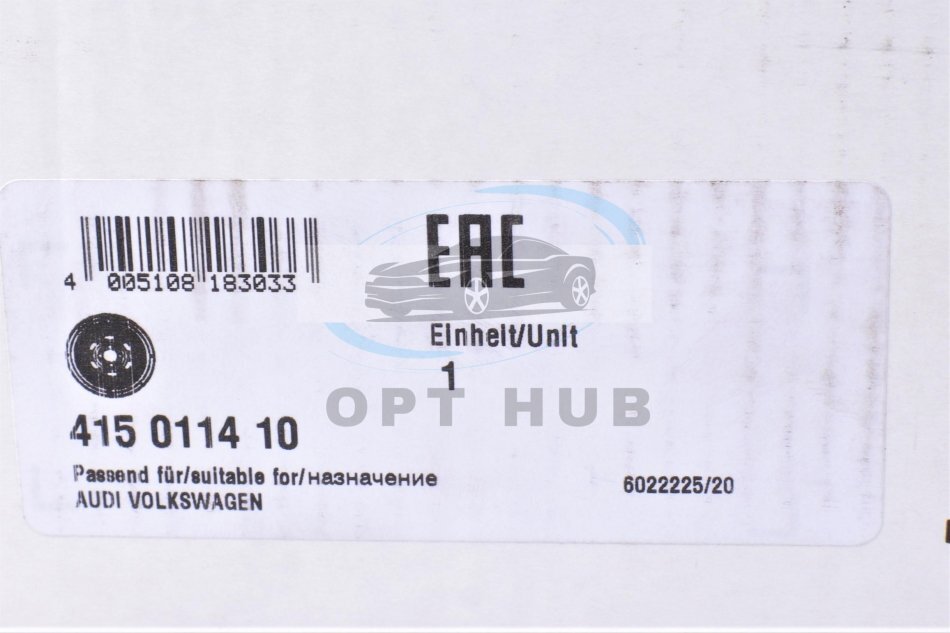 EAC
4 005108 183033
Einheit/Unit
1
OPT HUB
415 0114 10
Passend für/suitable for/назначение
AUDI VOLKSWAGEN
6022225/20